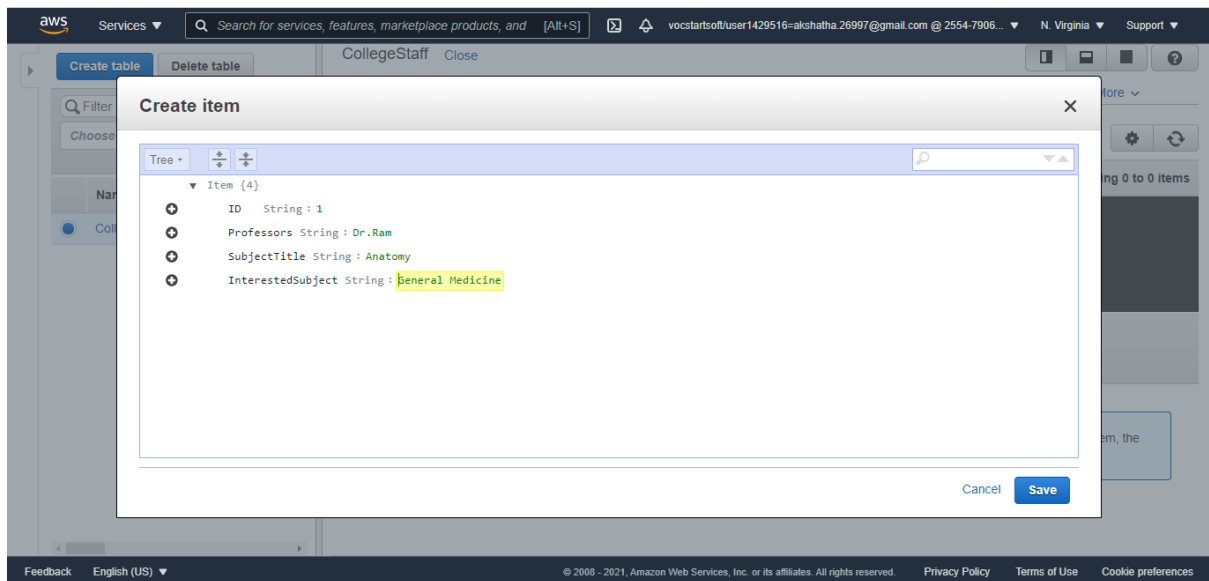 aws Services ▼ Search for services, features, marketplace products, and [Alt+S] vocstartsoft/user1429516=akshatha.26997@gmail.com @ 2554-7906... ▼ N. Virginia ▼ Support ▼
Create table Delete table CollegeStaff Close
Filter
More
Choose
Create item
Tree
ing 0 to 0 items
Item {4}
Nar
ID String : 1
Coll
Professors String : Dr.Ram
SubjectTitle String : Anatomy
InterestedSubject String : General Medicine
em, the
Cancel Save
Feedback English (US) ▼ © 2008 - 2021, Amazon Web Services, Inc. or its affiliates. All rights reserved. Privacy Policy Terms of Use Cookie preferences